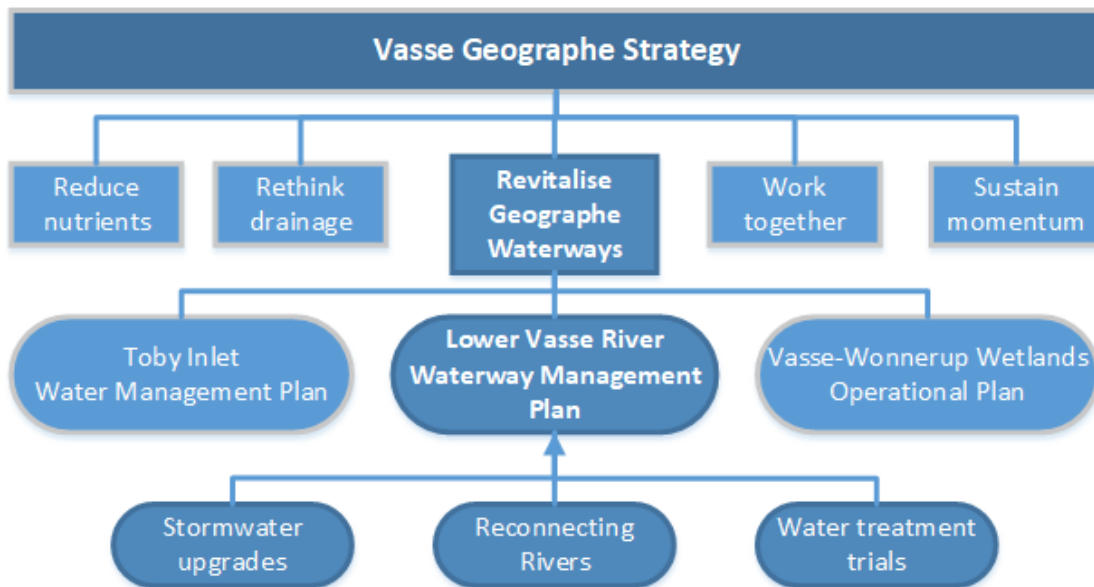 Vasse Geographe Strategy
Reduce
nutrients
Rethink
drainage
Revitalise
Geographe
Waterways
Work
together
Sustain
momentum
Toby Inlet
Water Management Plan
Lower Vasse River
Waterway Management
Plan
Vasse-Wonnerup Wetlands
Operational Plan
Stormwater
upgrades
Reconnecting
Rivers
Water treatment
trials